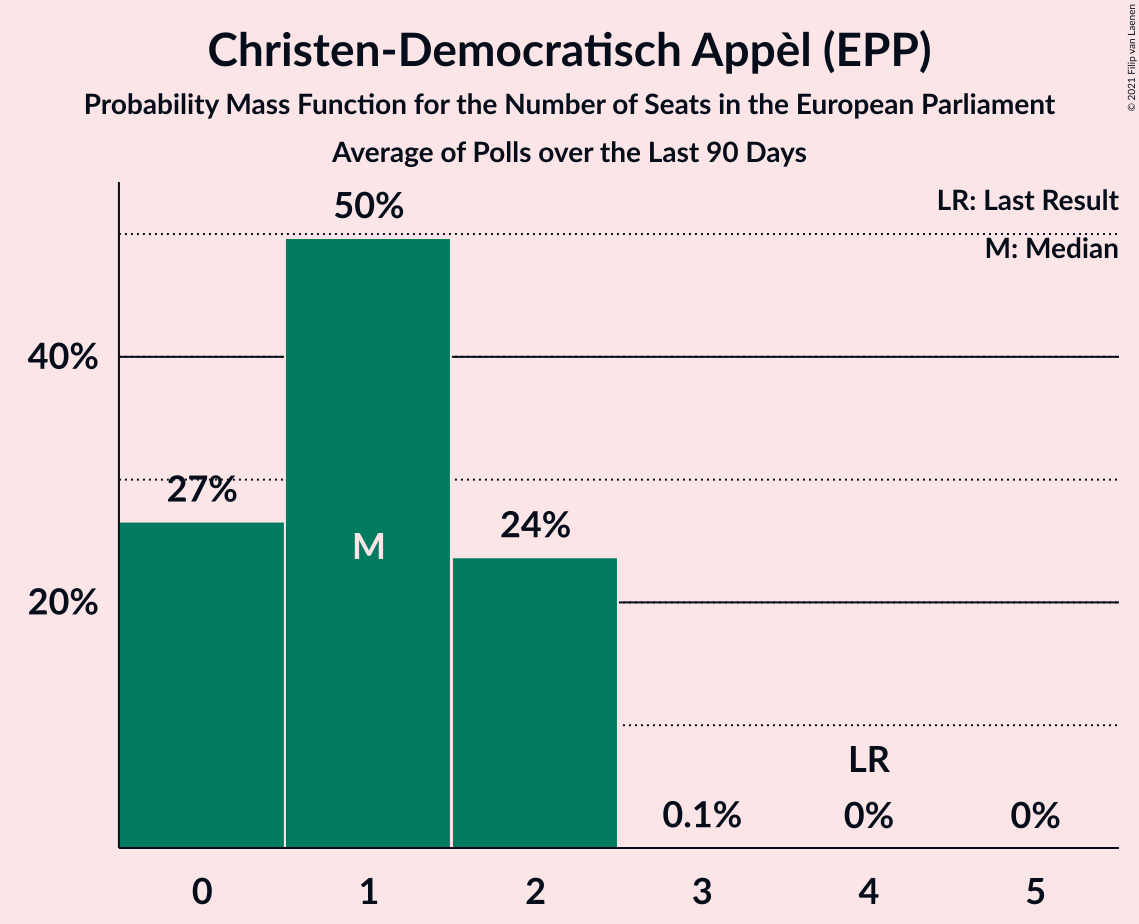 Christen-Democratisch Appèl (EPP)
Probability Mass Function for the Number of Seats in the European Parliament
Average of Polls over the Last 90 Days
© 2021 Filip van Laenen
LR: Last Result
M: Median
50%
40%
27%
24%
M
20%
LR
0.1%
0%
0%
0 1 2 3 4 5